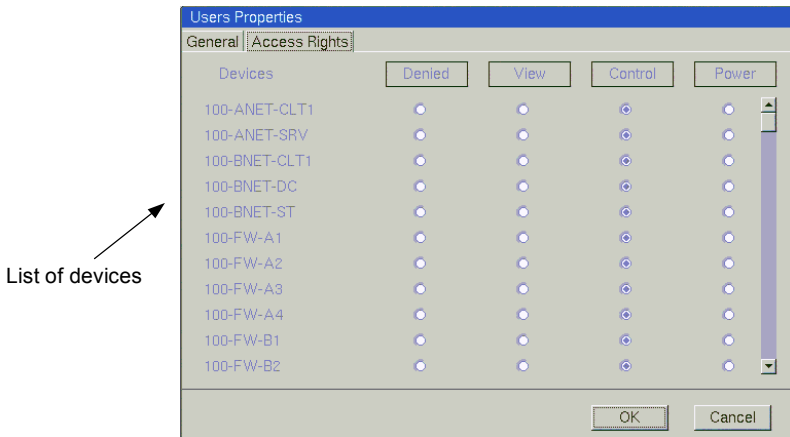 Users Properties
General Access Rights
Devices Denied View Control Power
100-ANET-CLT1
100-ANET-SRV
100-BNET-CLT1
100-BNET-DC
100-BNET-ST
100-FW-A1
100-FW-A2
100-FW-A3
100-FW-A4
100-FW-B1
100-FW-B2
List of devices
OK Cancel